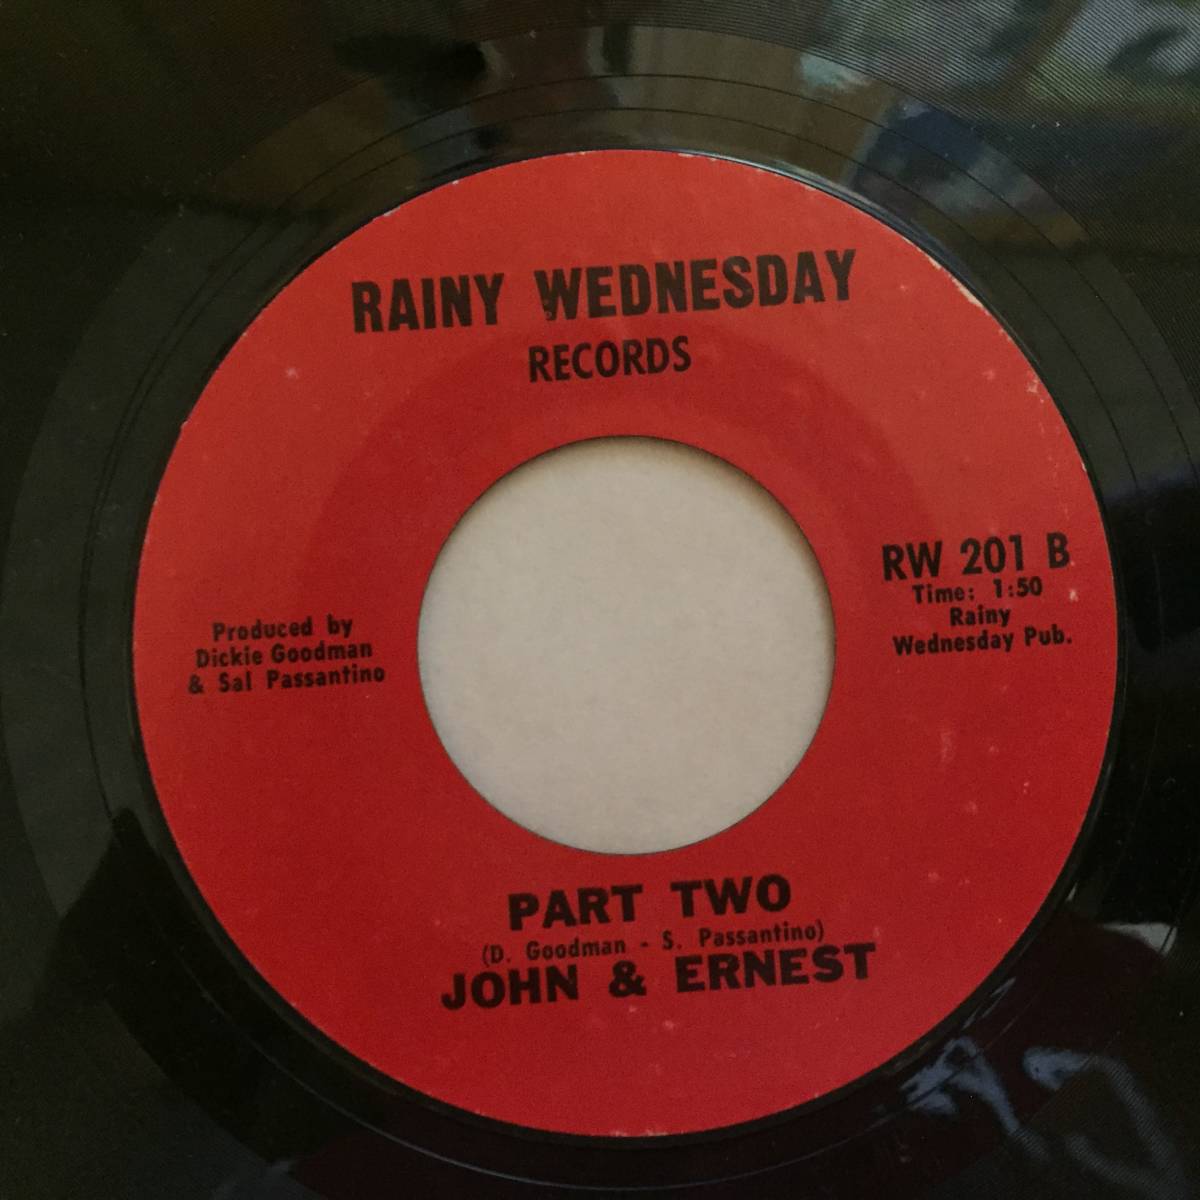 RAINY WEDNESDAY
RECORDS
RW 201 B
Time: 1:50
Rainy
Wednesday Pub.
Produced by
Dickie Goodman
& Sal Passantino
PART TWO
(D. Goodman - S. Passantino)
JOHN & ERNEST